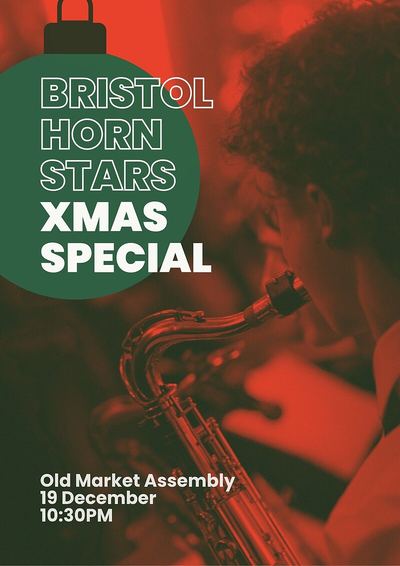 BRISTOL
HORN
STARS
XMAS
SPECIAL
Old Market Assembly
19 December
10:30PM